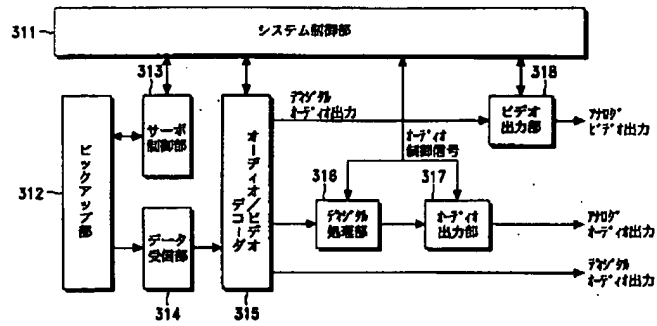 311
システム制御部
313
318
312
ピックアップ部
サーボ
制御部
オーディオ/ビデオ
デコーダ
ディジタル
オーディオ出力
ビデオ
出力部
アナログ
ビデオ出力
オーディオ
制御信号
316
317
データ
受信部
ディジタル
処理部
オーディオ
出力部
アナログ
オーディオ出力
ディジタル
オーディオ出力
314
315